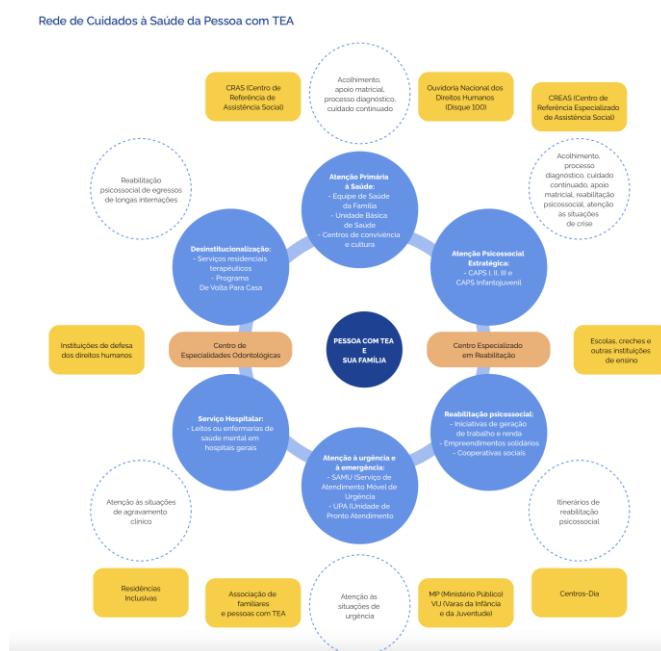 Rede de Cuidados à Saúde da Pessoa com TEA
CRAS (Centro de
Referência de
Assistência Social)
Acolhimento,
apoio matricial,
processo diagnóstico,
cuidado continuado
Ouvidoria Nacional dos
Direitos Humanos
(Disque 100)
CREAS (Centro de
Referência Especializado
de Assistência Social)
Reabilitação
psicossocial de egressos
de longas internações
Atenção Primária
à Saúde:
- Equipe de Saúde
da Família
- Unidade Básica
de Saúde
- Centros de convivência
e cultura
Acolhimento,
processo
diagnóstico, cuidado
continuado, apoio
matricial, reabilitação
psicossocial, atenção
às situações
de crise
Desinstitucionalização:
- Serviços residenciais
terapêuticos
- Programa
De Volta Para Casa
Atenção Psicossocial
Estratégica:
- CAPS I, II, III e
CAPS Infantojuvenil
Instituições de defesa
dos direitos humanos
Centro de
Especialidades Odontológicas
PESSOA COM TEA
E
SUA FAMÍLIA
Centro Especializado
em Reabilitação
Escolas, creches e
outras instituições
de ensino
Serviço Hospitalar:
- Leitos ou enfermarias de
saúde mental em
hospitais gerais
Atenção à urgência e
à emergência:
- SAMU (Serviço de
Atendimento Móvel de
Urgência
- UPA (Unidade de
Pronto Atendimento
Reabilitação psicossocial:
- Iniciativas de geração
de trabalho e renda
- Empreendimentos solidários
- Cooperativas sociais
Atenção às situações
de agravamento
clínico
Itinerários de
reabilitação
psicossocial
Residências
Inclusivas
Associação de
familiares
e pessoas com TEA
Atenção às
situações de
urgência
MP (Ministério Público)
VU (Varas da Infância
e da Juventude)
Centros-Dia